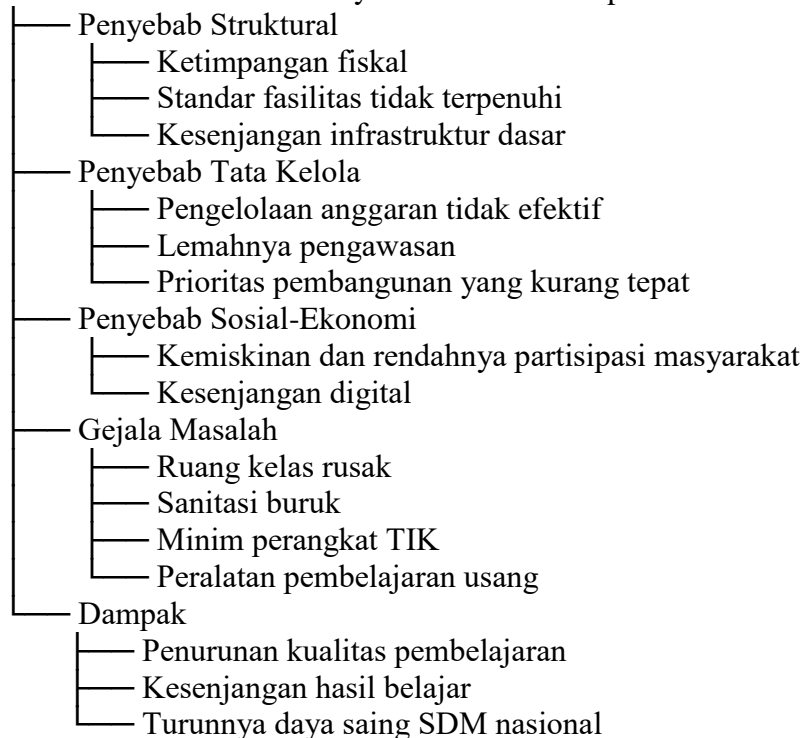 Penyebab Struktural
Ketimpangan fiskal
Standar fasilitas tidak terpenuhi
Kesenjangan infrastruktur dasar
Penyebab Tata Kelola
Pengelolaan anggaran tidak efektif
Lemahnya pengawasan
Prioritas pembangunan yang kurang tepat
Penyebab Sosial-Ekonomi
Kemiskinan dan rendahnya partisipasi masyarakat
Kesenjangan digital
Gejala Masalah
Ruang kelas rusak
Sanitasi buruk
Minim perangkat TIK
Peralatan pembelajaran usang
Dampak
Penurunan kualitas pembelajaran
Kesenjangan hasil belajar
Turunnya daya saing SDM nasional